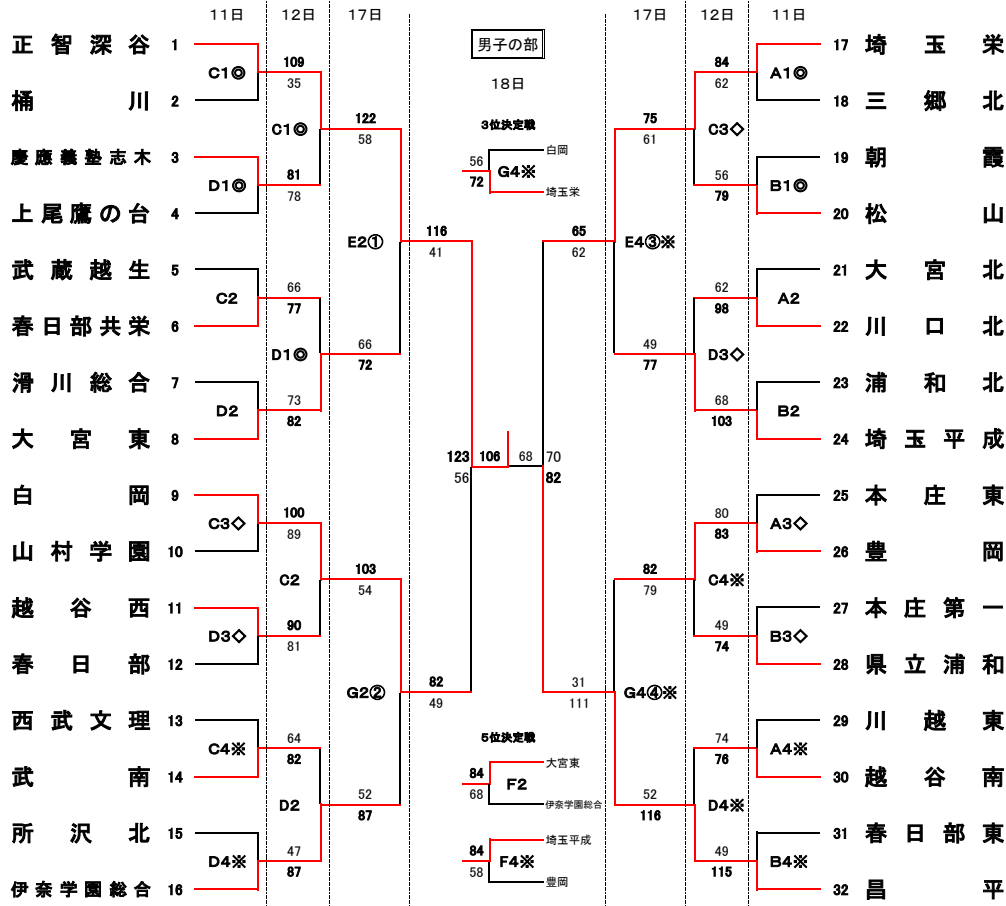 11日 12日 17日 17日 12日 11日
男子の部
18日
正智深谷 1
桶川 2
慶應義塾志木 3
上尾鷹の台 4
武蔵越生 5
春日部共栄 6
滑川総合 7
大宮東 8
白岡 9
山村学園 10
越谷西 11
春日部 12
西武文理 13
武南 14
所沢北 15
伊奈学園総合 16
C1◎
D1◎
C2
D2
C3◇
D3◇
C4※
D4※
109
35
81
78
66
77
73
82
100
89
90
81
64
82
47
87
C1◎
D1◎
C2
D2
122
58
66
72
103
54
52
87
E2①
G2②
116
41
82
49
123
56
106
68
70
82
3位決定戦
白岡
56
72
G4※
埼玉栄
5位決定戦
大宮東
84
68
F2
伊奈学園総合
埼玉平成
84
58
F4※
豊岡
65
62
31
111
E4③※
G4④※
75
61
49
77
82
79
52
116
C3◇
D3◇
C4※
D4※
84
62
56
79
62
98
68
103
80
83
49
74
74
76
49
115
A1◎
B1◎
A2
B2
A3◇
B3◇
A4※
B4※
17 埼玉栄
18 三郷北
19 朝霞
20 松山
21 大宮北
22 川口北
23 浦和北
24 埼玉平成
25 本庄東
26 豊岡
27 本庄第一
28 県立浦和
29 川越東
30 越谷南
31 春日部東
32 昌平